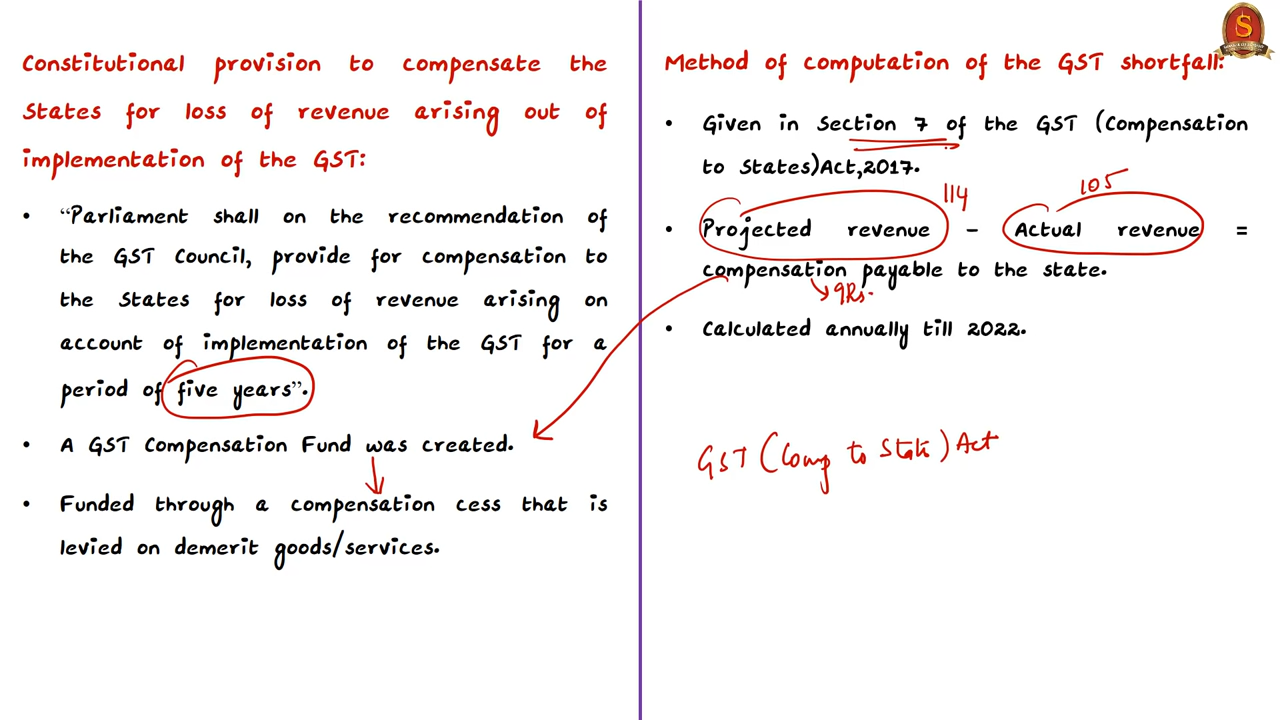 Constitutional provision to compensate the
States for loss of revenue arising out of
implementation of the GST:
• “Parliament shall on the recommendation of
the GST Council, provide for compensation to
the States for loss of revenue arising on
account of implementation of the GST for a
period of five years”.
• A GST Compensation Fund was created.
• Funded through a compensation cess that is
levied on demerit goods/services.
S
Method of computation of the GST shortfall:
• Given in Section 7 of the GST (Compensation
to States)Act,2017.
114
105
• Projected revenue - Actual revenue =
compensation payable to the state.
9Rs.
• Calculated annually till 2022.
GST (Comp to State) Act